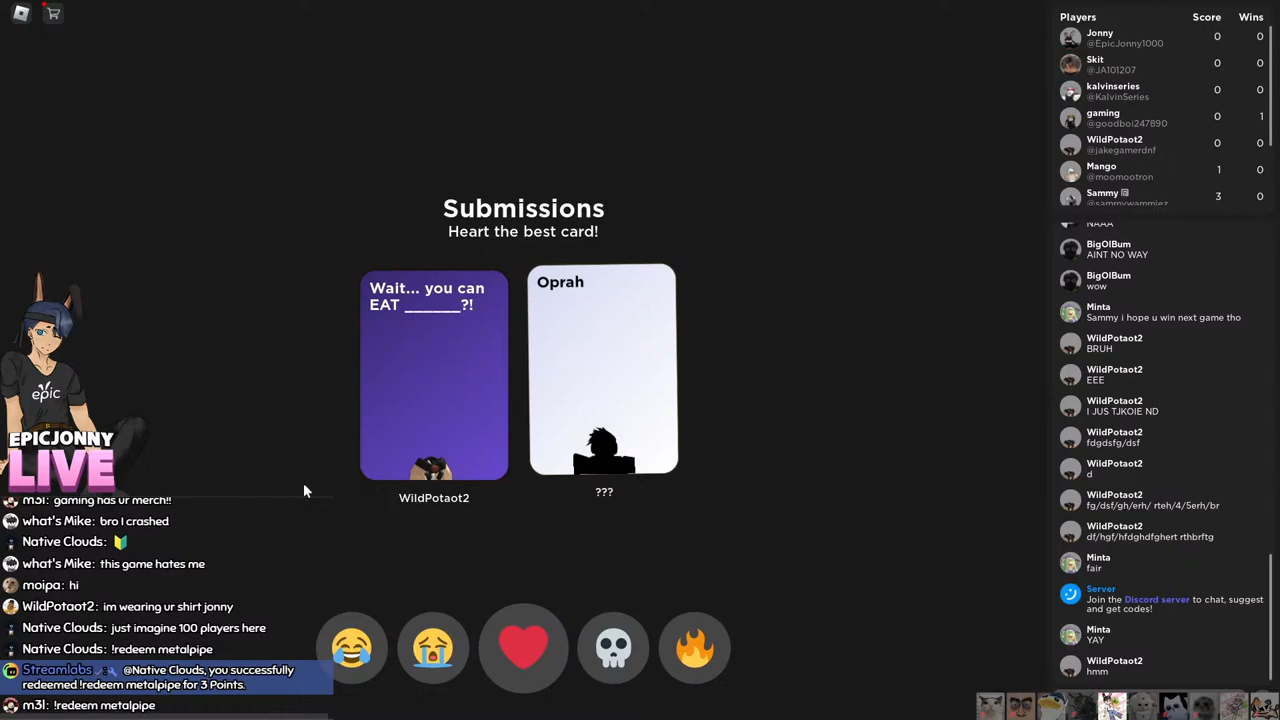 Submissions
Heart the best card!
Wait... you can
EAT ______?!
WildPotaot2
Oprah
???
epic
EPICJONNY
LIVE
m3l: gaming has ur merch!!
what's Mike: bro I crashed
Native Clouds:
what's Mike: this game hates me
moipa: hi
WildPotaot2: im wearing ur shirt jonny
Native Clouds: just imagine 100 players here
Native Clouds: !redeem metalpipe
Streamlabs @Native Clouds, you successfully
redeemed !redeem metalpipe for 3 Points.
m3l: !redeem metalpipe
Players Score Wins
Jonny 0 0
@EpicJonny1000
Skit 0 0
@JA101207
kalvinseries 0 0
@KalvinSeries
gaming 0 1
@goodboi247890
WildPotaot2 0 0
@jakegamerdnf
Mango 1 0
@moomootron
Sammy 3 0
@sammywammiez
NAAA
BigOlBum
AINT NO WAY
BigOlBum
wow
Minta
Sammy i hope u win next game tho
WildPotaot2
BRUH
WildPotaot2
EEE
WildPotaot2
I JUS TJKOIE ND
WildPotaot2
fdgdsfg/dsf
WildPotaot2
d
WildPotaot2
fg/dsf/gh/erh/ rteh/4/5erh/br
WildPotaot2
df/hgf/hfdghdfghert rthbrftg
Minta
fair
Server
Join the Discord server to chat, suggest
and get codes!
Minta
YAY
WildPotaot2
hmm